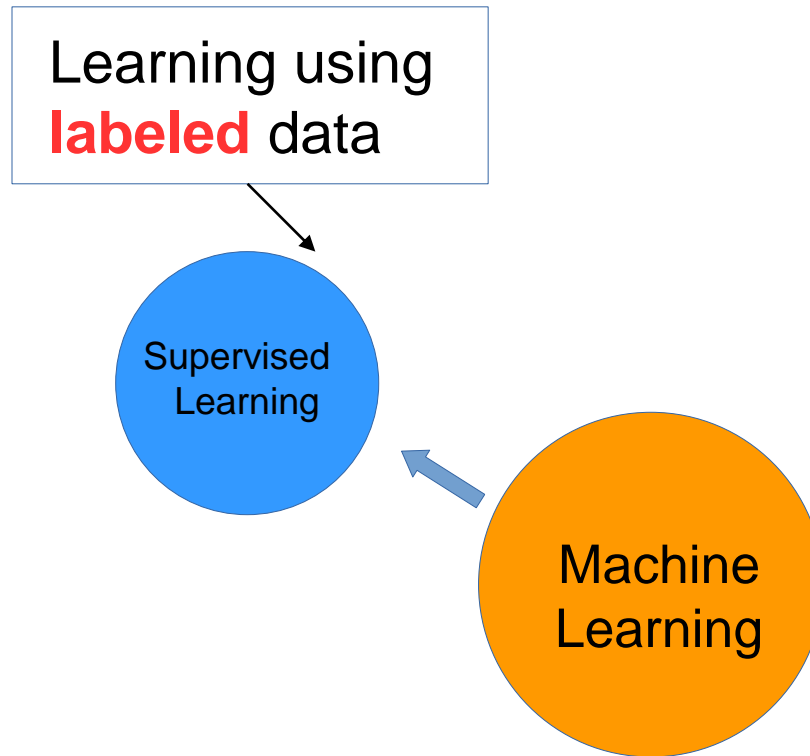 Learning using
labeled data
Supervised
Learning
Machine
Learning